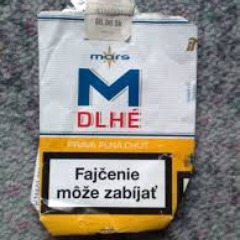 mars
M
DLHÉ
PRAVÁ PLNÁ CHUŤ
Fajčenie
môže zabíjať